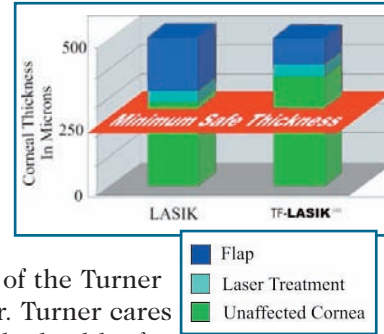 500
Corneal Thickness
In Microns
250
Minimum Safe Thickness
0
LASIK
TF-LASIK
Flap
Laser Treatment
Unaffected Cornea
of the Turner
r. Turner cares